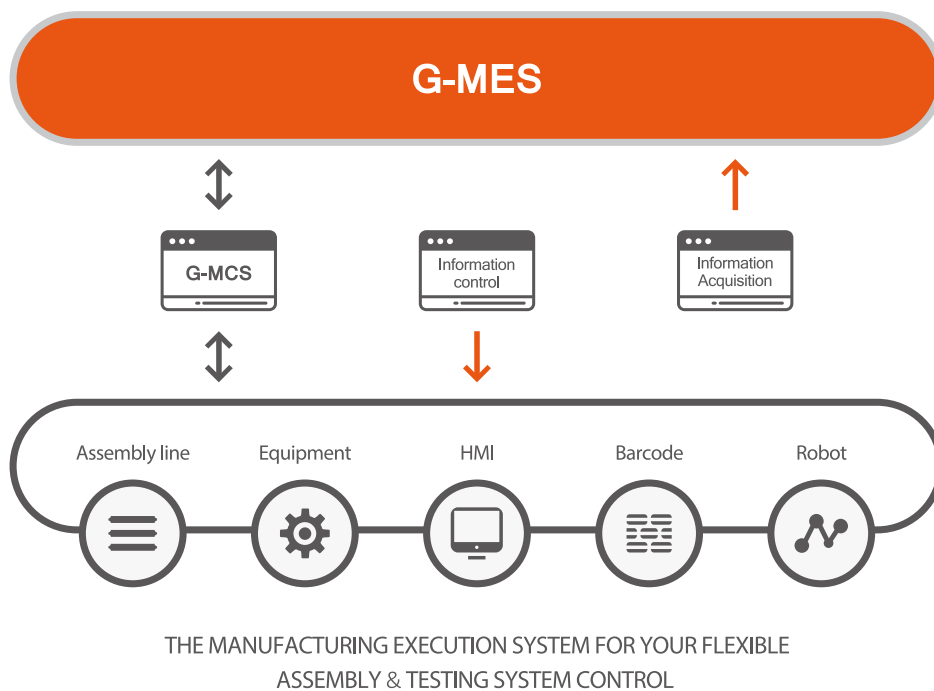 G-MES
G-MCS
Information
control
Information
Acquisition
Assembly line
Equipment
HMI
Barcode
Robot
THE MANUFACTURING EXECUTION SYSTEM FOR YOUR FLEXIBLE
ASSEMBLY & TESTING SYSTEM CONTROL